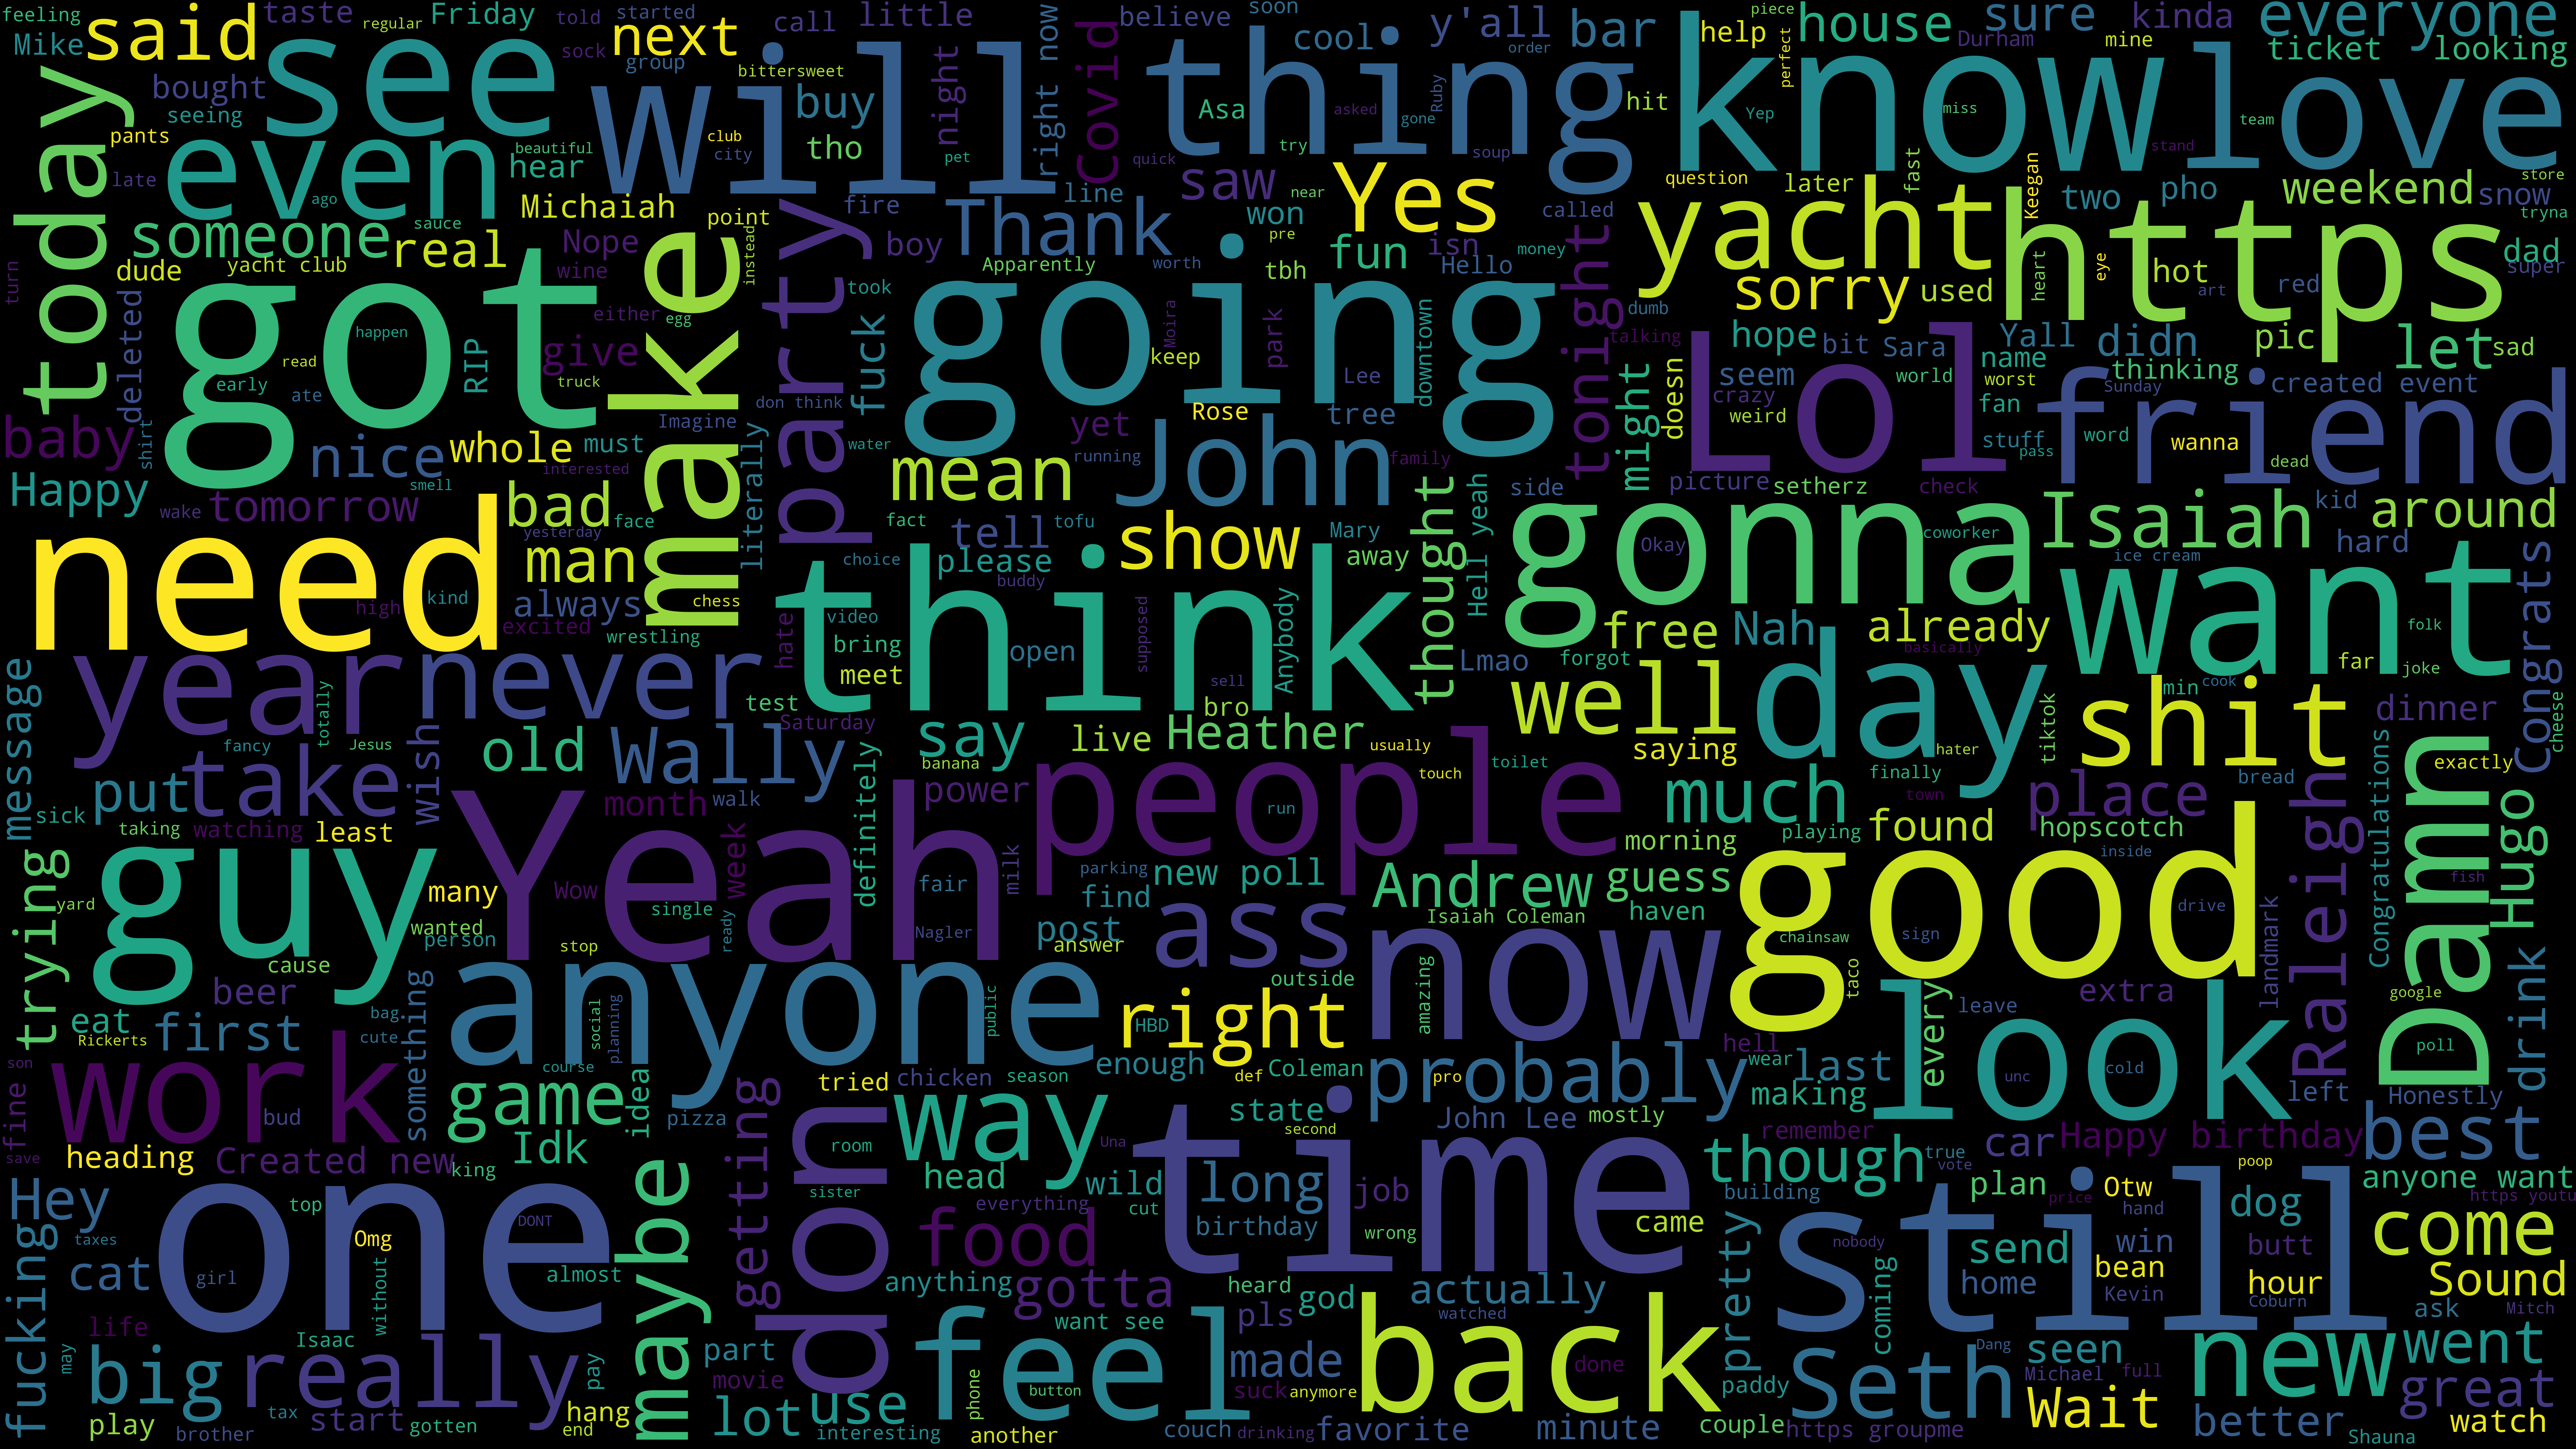 feeling
taste
regular
Friday
told
started
call
little
believe
soon
y'all
bar
piece
house
sure
kinda
everyone
Mike
said
see
sock
next
group
bittersweet
will
buy
night
right now
Covid
thing
cool
order
help
perfect
Durham
mine
know
love
ticket
looking
today
bought
seeing
pants
even
late
hear
beautiful
club
city
tho
pet
Asa
asked
gone
Ruby
hit
try
quick
soup
Yep
miss
stand
team
ago
sauce
Michaiah
point
fire
line
saw
near
won
Yes
called
question
later
fast
Keegan
two
pho
weekend
store
snow
tryna
someone
real
Nope
instead
boy
Thank
pre
fun
isn
money
yacht
https
dad
super
turn
dude
yacht club
wine
make
party
Apparently
worth
tbh
Hello
tonight
sorry
used
heart
eye
hot
art
red
deleted
got
happen
either
egg
took
going
Moira
park
downtown
dumb
talking
Lol
hope
bit
Sara
Yall
name
didn
pic
let
sad
read
early
ate
RIP
give
truck
fuck
keep
Lee
might
doesn
seem
crazy
weird
world
worst
thinking
Sunday
created event
fan
friend
baby
shirt
nice
whole
must
Imagine
don think
literally
water
yet
Rose
tree
John
running
family
stuff
pass
word
wanna
dead
Happy
smell
interested
mean
side
picture
setherz
check
wake
tomorrow
bad
face
yesterday
fact
tell
tofu
show
Mary
thought
Hell yeah
gonna
Okay
coworker
Isaiah
kid
around
hard
ice cream
need
man
choice
please
buddy
away
want
Congrats
high
kind
always
excited
chess
wrestling
hate
think
video
bring
meet
open
supposed
Anybody
free
Nah
already
basically
folk
far
joke
message
year
totally
never
test
Saturday
sell
bro
Lmao
forgot
well
day
tiktok
min
cook
shit
dinner
cheese
fancy
Jesus
wish
old
Wally
say
banana
live
Heather
usually
touch
toilet
saying
hater
finally
exactly
sick
put
take
month
walk
definitely
power
people
run
much
town
place
bread
Raleigh
Congratulations
Damn
Hugo
taking
watching
least
week
Yeah
milk
morning
playing
found
hopscotch
inside
trying
yard
guy
many
Wow
single
ready
fair
parking
find
new poll
Andrew
guess
good
fish
wanted
person
stop
Nagler
post
answer
ass
Isaiah Coleman
haven
now
chainsaw
sign
drive
landmark
cause
beer
something
anyone
social
planning
public
outside
amazing
taco
extra
google
drink
eat
bag
Rickerts
first
cute
HBD
right
hell
every
leave
look
son
fine
work
bud
game
course
idea
getting
tried
chicken
season
enough
def
Coleman
pro
probably
wear
last
unc
cold
poll
save
heading
Created new
king
Idk
pizza
don
room
way
Una
state
second
John Lee
mostly
making
left
Honestly
remember
though
true
vote
car
Happy birthday
poop
best
Hey
one
top
DONT
maybe
sister
head
everything
wild
cut
long
job
time
came
building
plan
price
Otw
hand
dog
anyone want
https youtu
fucking
taxes
cat
girl
Omg
without
almost
food
birthday
wrong
pretty
nobody
still
send
win
butt
come
home
bean
hour
Sound
life
anything
gotta
heard
god
actually
coming
Kevin
Coburn
ask
Mitch
may
big
Isaac
really
pay
part
movie
want see
pls
watched
feel
made
back
done
Dang
seen
Michael
full
new
went
play
brother
tax
start
gotten
hang
end
lot
use
interesting
phone
button
another
suck
anymore
couch
drinking
favorite
minute
paddy
couple
Seth
https groupme
Wait
better
great
Shauna
watch